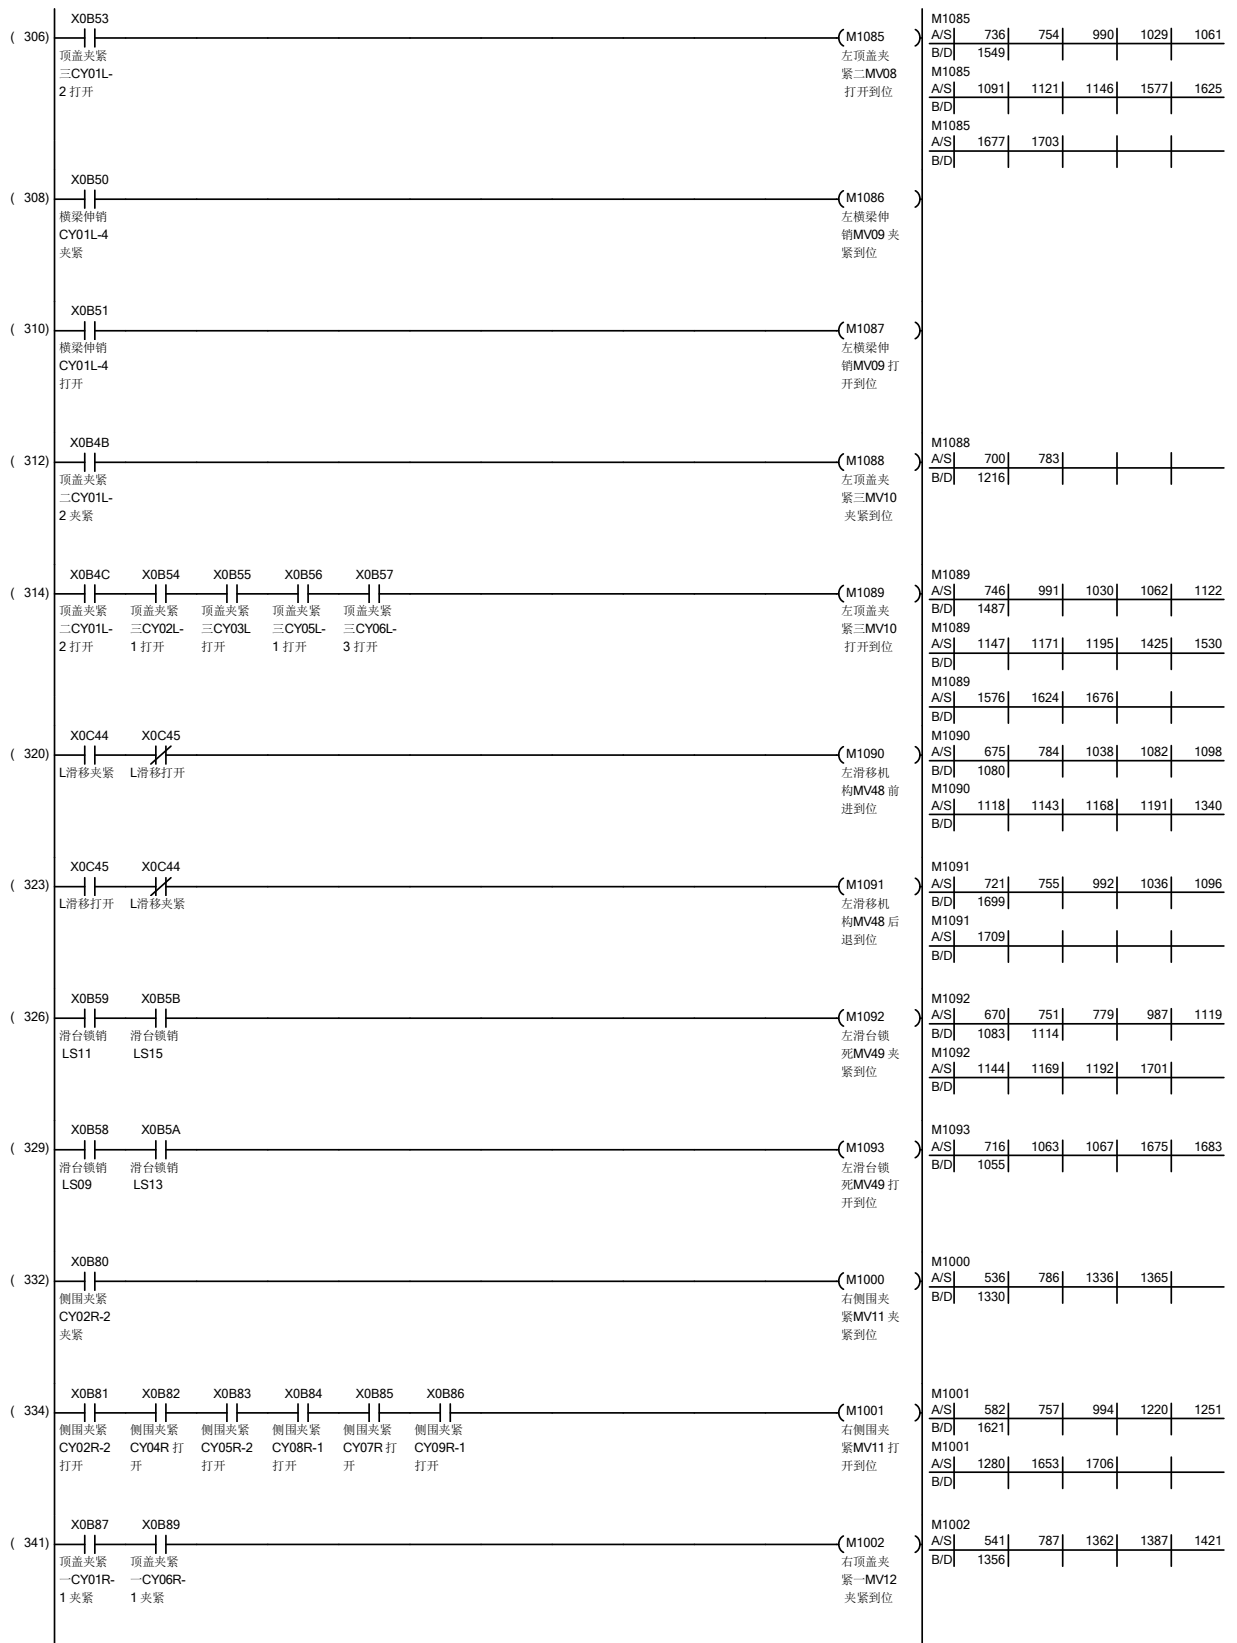 X0B53
( 306)
M1085
顶盖夹紧
三CY01L-
2 打开
左顶盖夹
紧二MV08
打开到位
M1085
A/S 736 754 990 1029 1061
B/D 1549
M1085
A/S 1091 1121 1146 1577 1625
B/D
M1085
A/S 1677 1703
B/D
X0B50
( 308)
M1086
横梁伸销
CY01L-4
夹紧
左横梁伸
销MV09 夹
紧到位
X0B51
( 310)
M1087
横梁伸销
CY01L-4
打开
左横梁伸
销MV09 打
开到位
X0B4B
( 312)
M1088
顶盖夹紧
二CY01L-
2 夹紧
左顶盖夹
紧三MV10
夹紧到位
M1088
A/S 700 783
B/D 1216
X0B4C X0B54 X0B55 X0B56 X0B57
( 314)
M1089
顶盖夹紧 顶盖夹紧 顶盖夹紧 顶盖夹紧 顶盖夹紧
二CY01L- 三CY02L- 三CY03L 三CY05L- 三CY06L-
2 打开 1 打开 打开 1 打开 3 打开
左顶盖夹
紧三MV10
打开到位
M1089
A/S 746 991 1030 1062 1122
B/D 1487
M1089
A/S 1147 1171 1195 1425 1530
B/D
M1089
A/S 1576 1624 1676
B/D
X0C44 X0C45
( 320)
M1090
L滑移夹紧 L滑移打开
左滑移机
构MV48 前
进到位
M1090
A/S 675 784 1038 1082 1098
B/D 1080
M1090
A/S 1118 1143 1168 1191 1340
B/D
X0C45 X0C44
( 323)
M1091
L滑移打开 L滑移夹紧
左滑移机
构MV48 后
退到位
M1091
A/S 721 755 992 1036 1096
B/D 1699
M1091
A/S 1709
B/D
X0B59 X0B5B
( 326)
M1092
滑台锁销 滑台锁销
LS11 LS15
左滑台锁
死MV49 夹
紧到位
M1092
A/S 670 751 779 987 1119
B/D 1083 1114
M1092
A/S 1144 1169 1192 1701
B/D
X0B58 X0B5A
( 329)
M1093
滑台锁销 滑台锁销
LS09 LS13
左滑台锁
死MV49 打
开到位
M1093
A/S 716 1063 1067 1675 1683
B/D 1055
X0B80
( 332)
M1000
侧围夹紧
CY02R-2
夹紧
右侧围夹
紧MV11 夹
紧到位
M1000
A/S 536 786 1336 1365
B/D 1330
X0B81 X0B82 X0B83 X0B84 X0B85 X0B86
( 334)
M1001
侧围夹紧 侧围夹紧 侧围夹紧 侧围夹紧 侧围夹紧 侧围夹紧
CY02R-2 CY04R 打 CY05R-2 CY08R-1 CY07R 打 CY09R-1
打开 开 打开 打开 开 打开
右侧围夹
紧MV11 打
开到位
M1001
A/S 582 757 994 1220 1251
B/D 1621
M1001
A/S 1280 1653 1706
B/D
X0B87 X0B89
( 341)
M1002
顶盖夹紧 顶盖夹紧
一CY01R- 一CY06R-
1 夹紧 1 夹紧
右顶盖夹
紧一MV12
夹紧到位
M1002
A/S 541 787 1362 1387 1421
B/D 1356